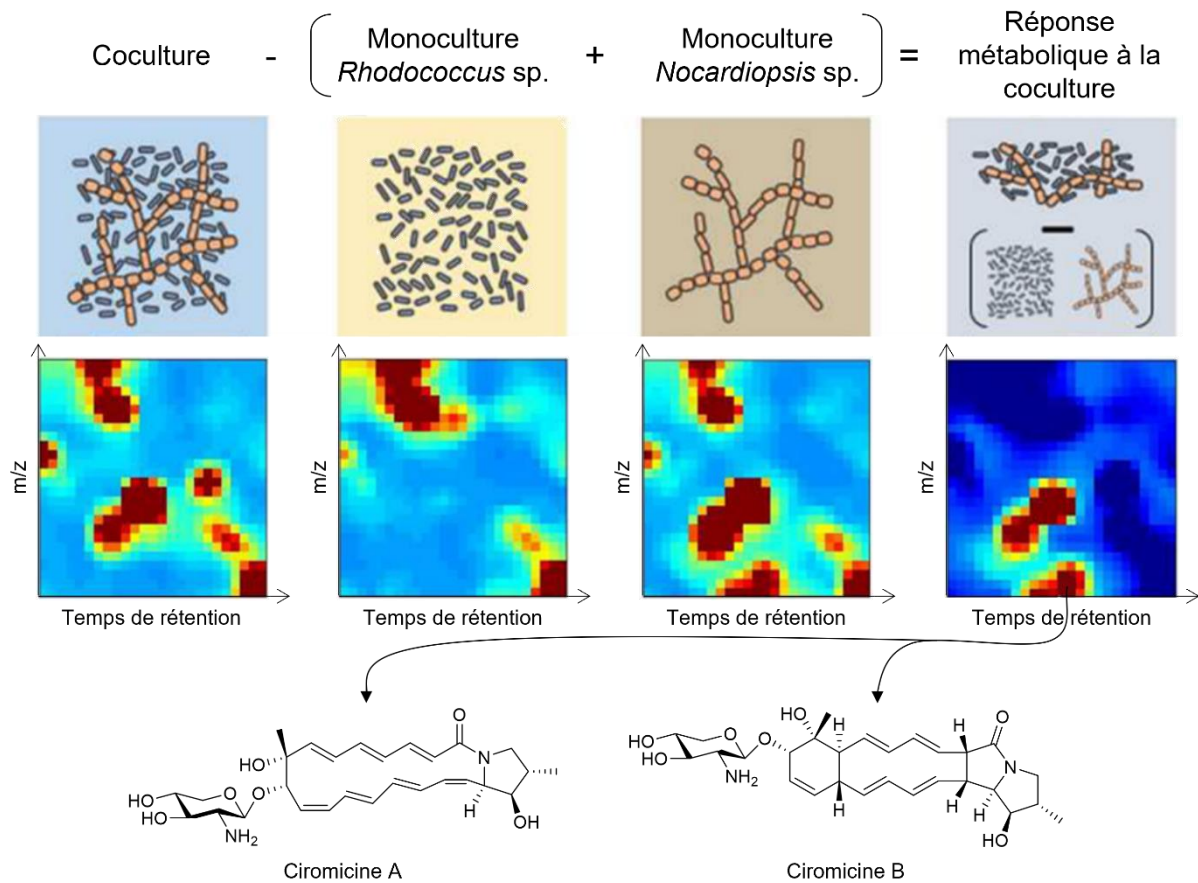 Coculture
-
Monoculture
Rhodococcus sp.
+
Monoculture
Nocardiopsis sp.
=
Réponse
métabolique à la
coculture
m/z
Temps de rétention
m/z
Temps de rétention
m/z
Temps de rétention
m/z
Temps de rétention
HO
HO
O
NH2
O
HO
O
N
H
OH
HO
HO
O
NH2
O
HO
H
H
H
H
H
O
N
HO
Ciromicine A
Ciromicine B